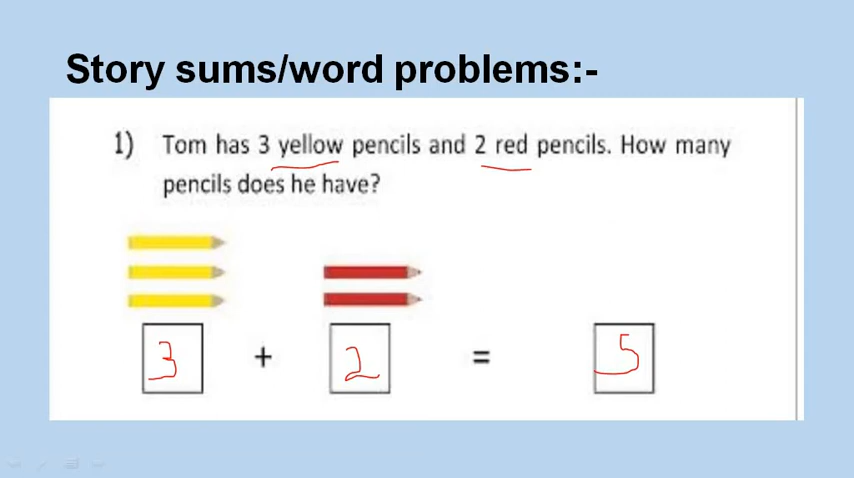 Story sums/word problems:-
1) Tom has 3 yellow pencils and 2 red pencils. How many
pencils does he have?
3 + 2 = 5